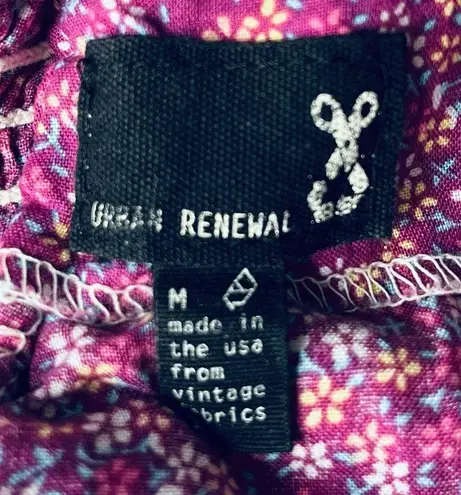 URBAN RENEWAL
M
made in
the usa
from
vintage
fabrics